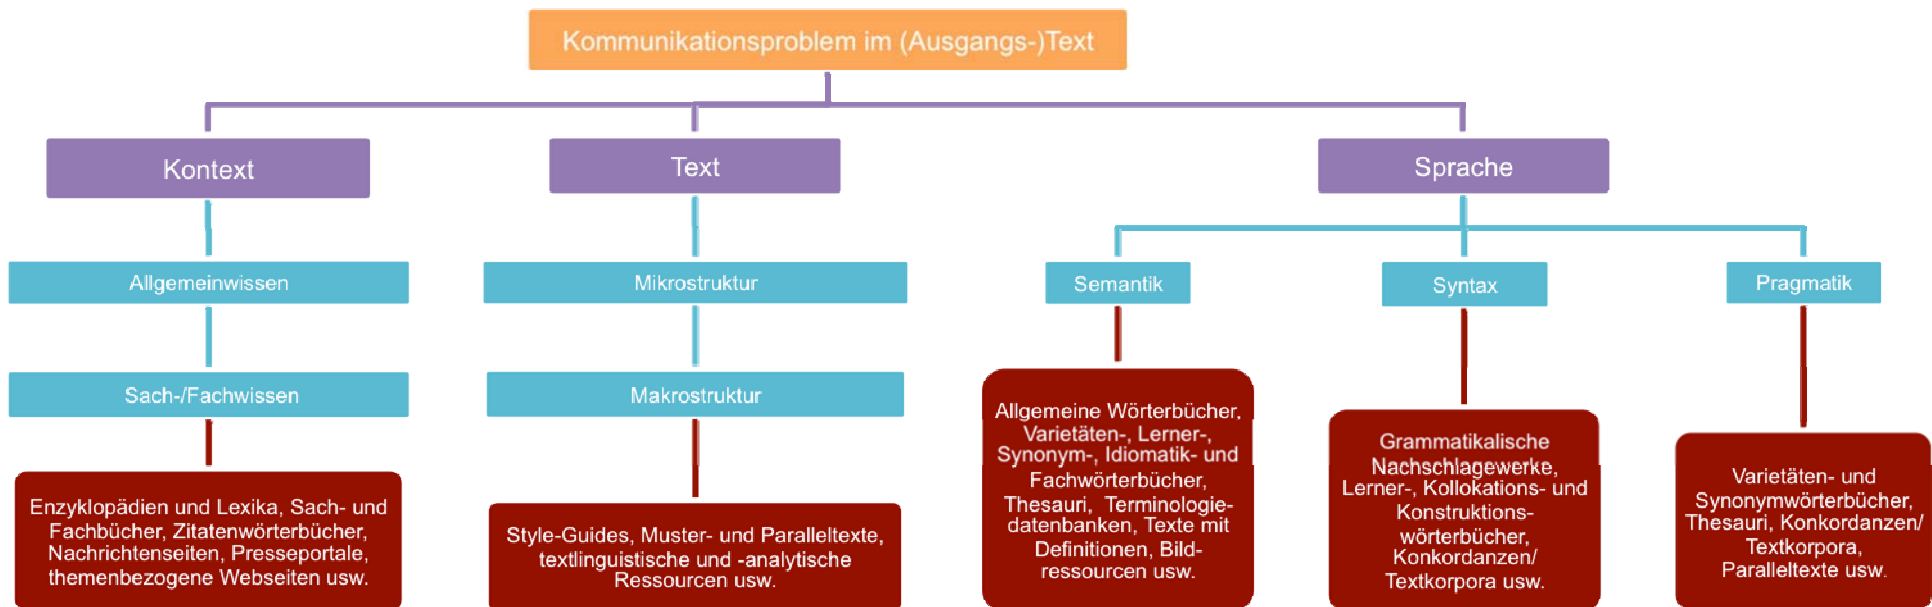 Kommunikationsproblem im (Ausgangs-)Text
Kontext
Text
Sprache
Allgemeinwissen
Mikrostruktur
Semantik
Syntax
Pragmatik
Sach-/Fachwissen
Makrostruktur
Enzyklopädien und Lexika, Sach- und
Fachbücher, Zitatenwörterbücher,
Nachrichtenseiten, Presseportale,
themenbezogene Webseiten usw.
Style-Guides, Muster- und Paralleltexte,
textlinguistische und -analytische
Ressourcen usw.
Allgemeine Wörterbücher,
Varietäten-, Lerner-,
Synonym-, Idiomatik- und
Fachwörterbücher,
Thesauri, Terminologie-
datenbanken, Texte mit
Definitionen, Bild-
ressourcen usw.
Grammatikalische
Nachschlagewerke,
Lerner-, Kollokations- und
Konstruktions-
wörterbücher,
Konkordanzen/
Textkorpora usw.
Varietäten- und
Synonymwörterbücher,
Thesauri, Konkordanzen/
Textkorpora,
Paralleltexte usw.